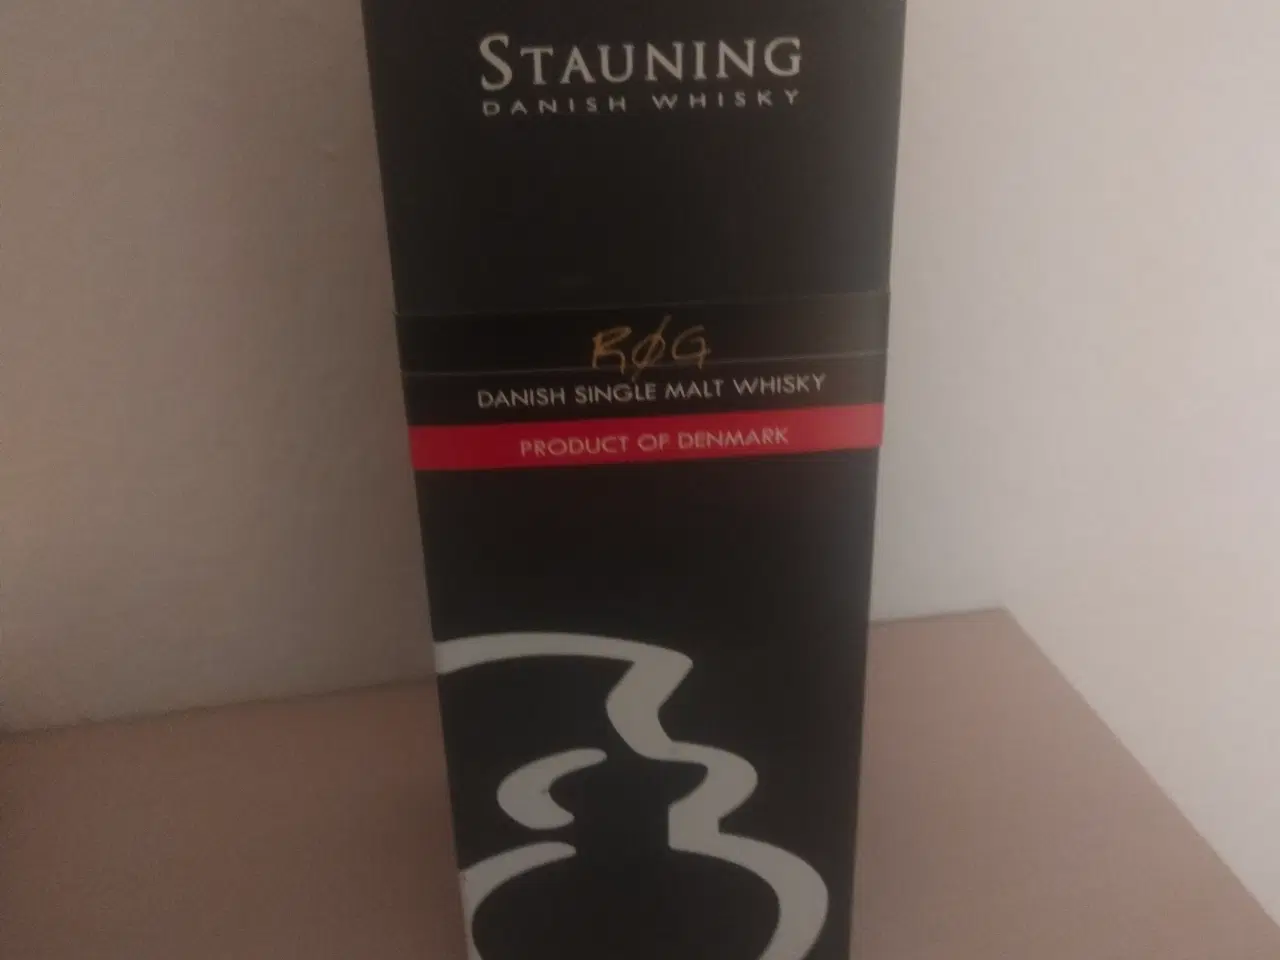 STAUNING
DANISH WHISKY
RØG
DANISH SINGLE MALT WHISKY
PRODUCT OF DENMARK